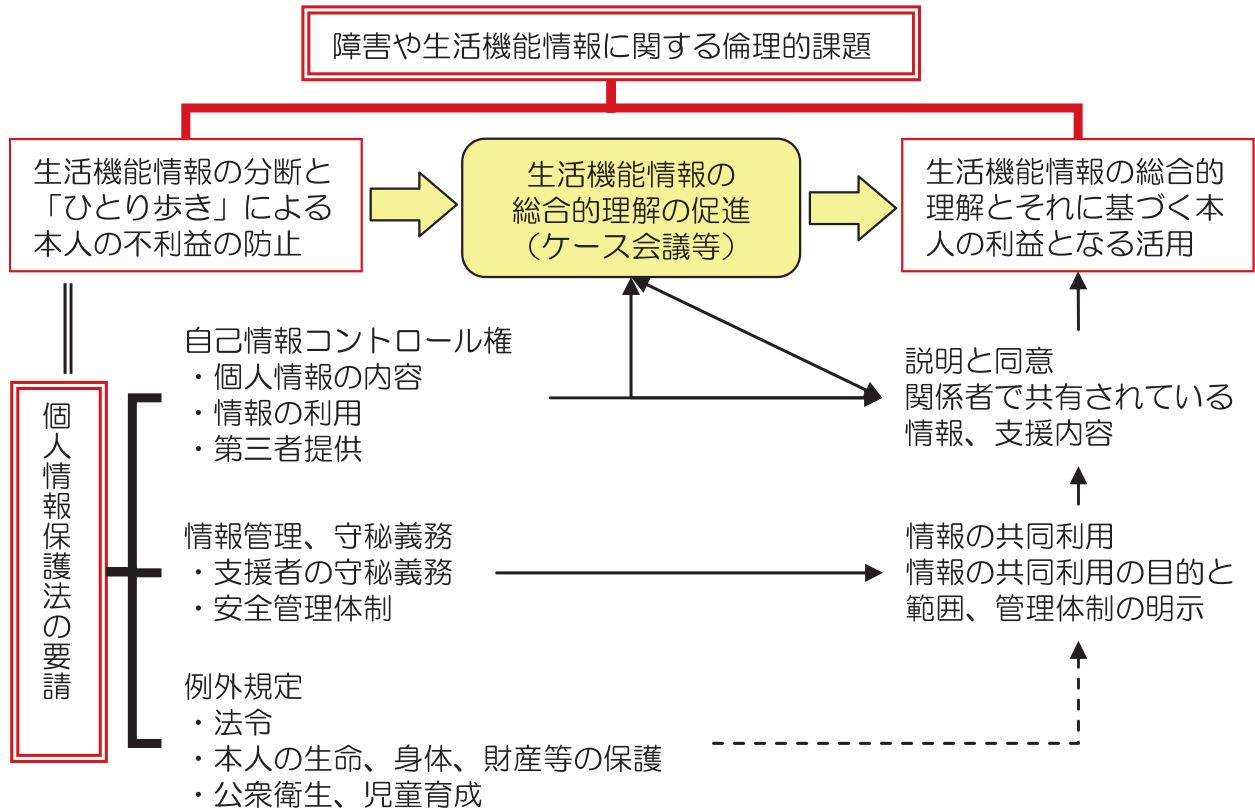 障害や生活機能情報に関する倫理的課題
生活機能情報の分断と
「ひとり歩き」による
本人の不利益の防止
生活機能情報の
総合的理解の促進
（ケース会議等）
生活機能情報の総合的
理解とそれに基づく本
人の利益となる活用
個人情報保護法の要請
自己情報コントロール権
・個人情報の内容
・情報の利用
・第三者提供
説明と同意
関係者で共有されている
情報、支援内容
情報管理、守秘義務
・支援者の守秘義務
・安全管理体制
情報の共同利用
情報の共同利用の目的と
範囲、管理体制の明示
例外規定
・法令
・本人の生命、身体、財産等の保護
・公衆衛生、児童育成